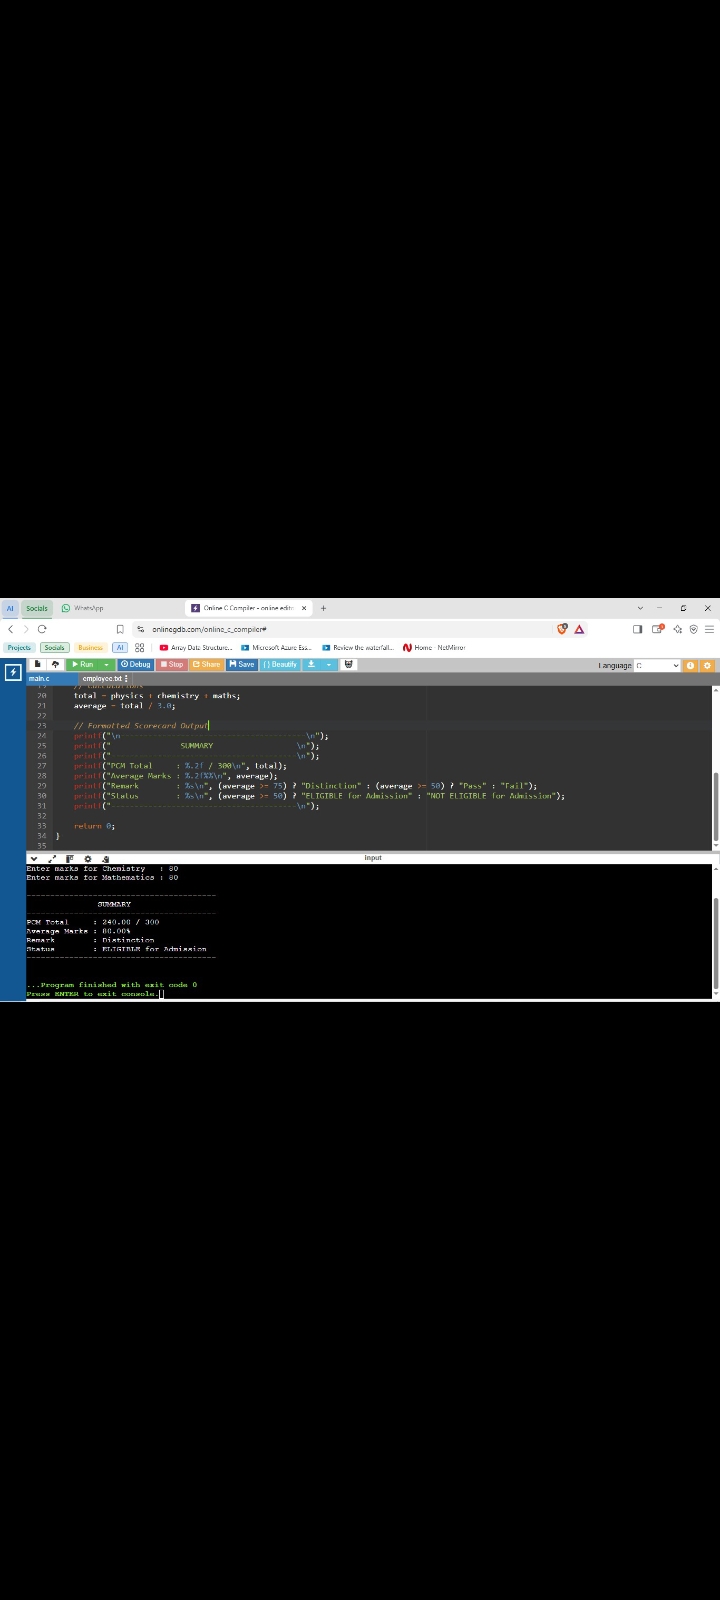 AI Socials WhatsApp Online C Compiler - online edit: × +
onlinegdb.com/online_c_compiler#
Projects Socials Business AI Array Data Structure... Microsoft Azure Ess... Review the waterfall... Home - NetMirror
Run Debug Stop Share Save { } Beautify Language C
main.c employee.txt
19 // Calculations
20 total = physics + chemistry + maths;
21 average = total / 3.0;
22
23 // Formatted Scorecard Output
24 printf("\n----------------------------------------\n");
25 printf(" SUMMARY \n");
26 printf("----------------------------------------\n");
27 printf("PCM Total : %.2f / 300\n", total);
28 printf("Average Marks : %.2f%%\n", average);
29 printf("Remark : %s\n", (average >= 75) ? "Distinction" : (average >= 50) ? "Pass" : "Fail");
30 printf("Status : %s\n", (average >= 50) ? "ELIGIBLE for Admission" : "NOT ELIGIBLE for Admission");
31 printf("----------------------------------------\n");
32
33 return 0;
34 }
35
input
Enter marks for Chemistry : 80
Enter marks for Mathematics : 80
----------------------------------------
SUMMARY
----------------------------------------
PCM Total : 240.00 / 300
Average Marks : 80.00%
Remark : Distinction
Status : ELIGIBLE for Admission
----------------------------------------
...Program finished with exit code 0
Press ENTER to exit console.